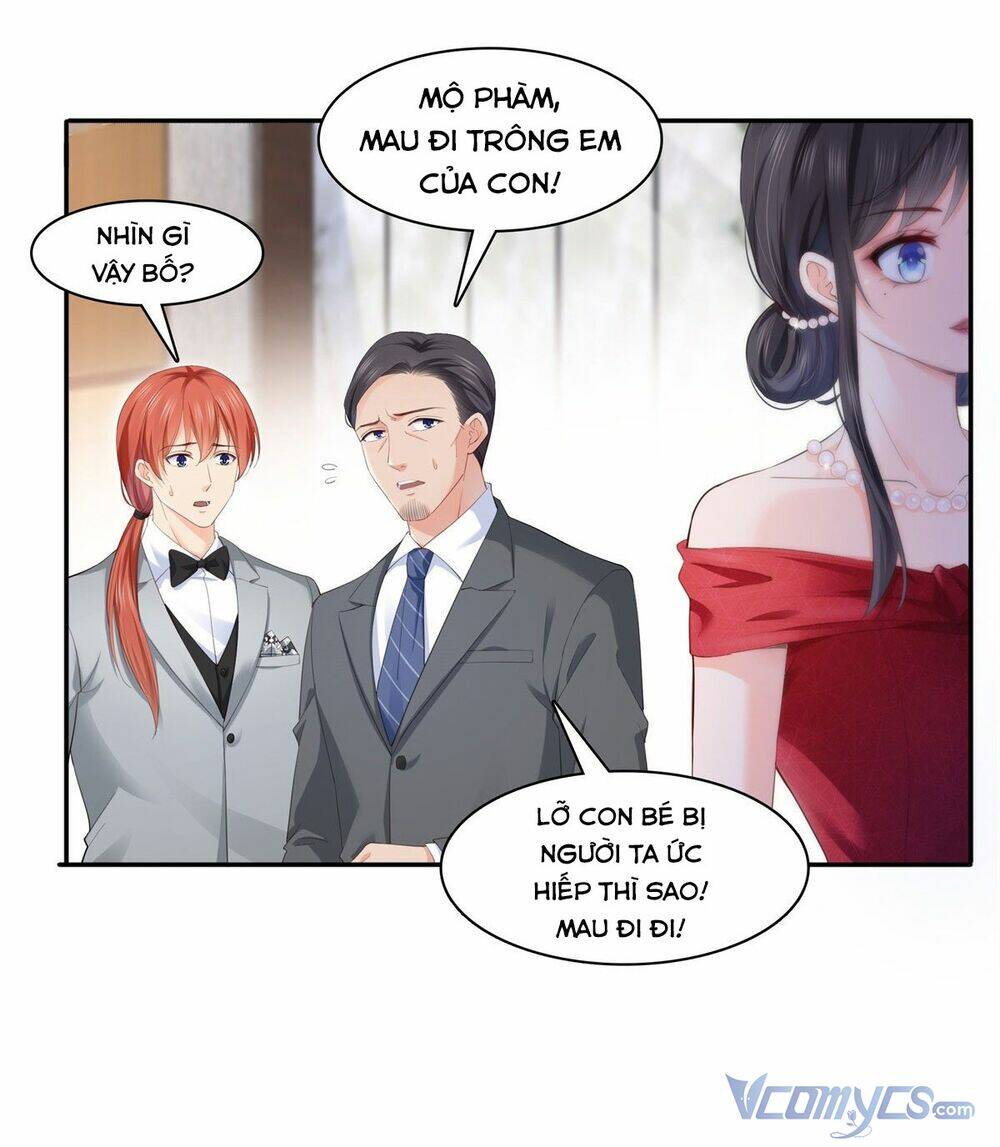 NHÌN GÌ
VẬY BỐ?
MỘ PHÀM,
MAU ĐI TRÔNG EM
CỦA CON!
LỠ CON BÉ BỊ
NGƯỜI TA ỨC
HIẾP THÌ SAO!
MAU ĐI ĐI!
VCOMYCS.com